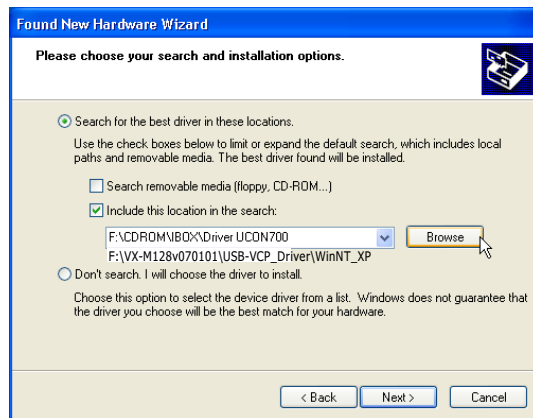 Found New Hardware Wizard
Please choose your search and installation options.
Search for the best driver in these locations.
Use the check boxes below to limit or expand the default search, which includes local
paths and removable media. The best driver found will be installed.
Search removable media (floppy, CD-ROM...)
Include this location in the search:
F:\CDROM\IBOX\Driver UCON700
Browse
F:\VX-M128v070101\USB-VCP_Driver\WinNT_XP
Don't search. I will choose the driver to install.
Choose this option to select the device driver from a list. Windows does not guarantee that
the driver you choose will be the best match for your hardware.
< Back
Next >
Cancel